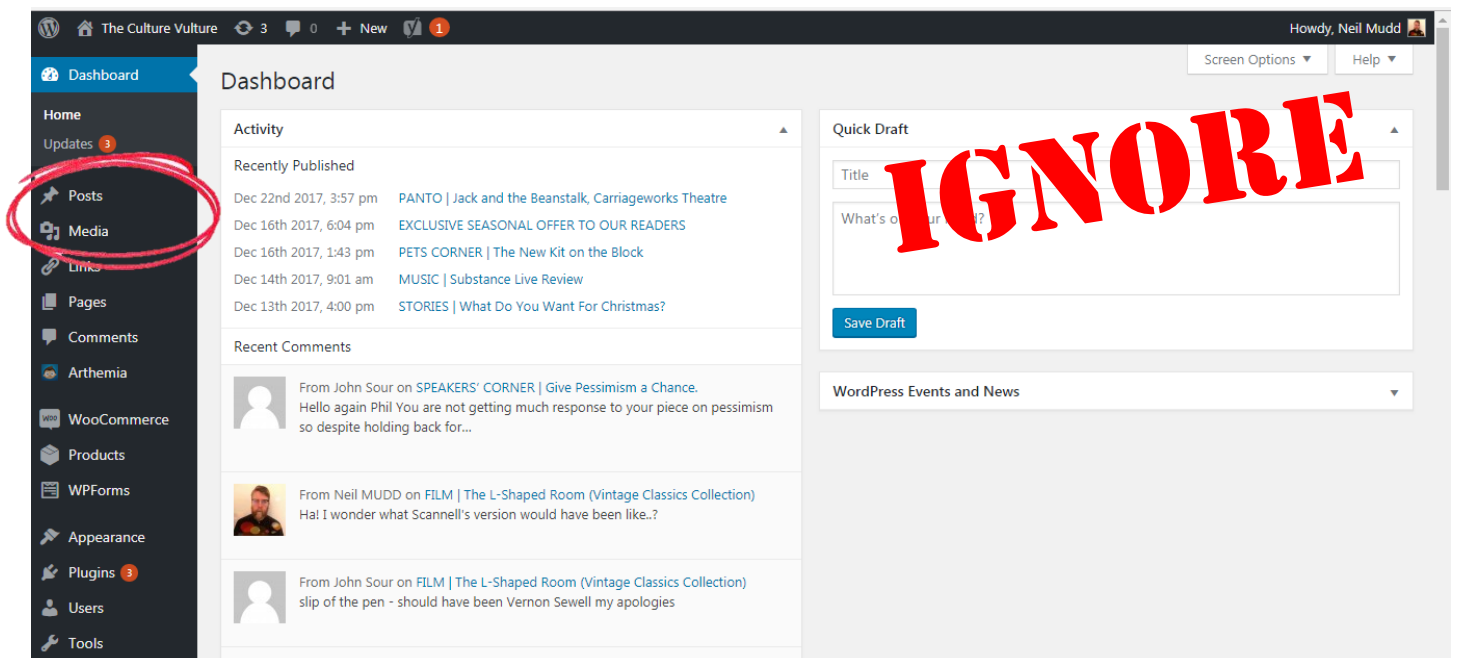 The Culture Vulture 3 0 + New 1 Howdy, Neil Mudd
Screen Options ▼ Help ▼
Dashboard
Home
Updates 3
Posts
Media
Links
Pages
Comments
Arthemia
WooCommerce
Products
WPForms
Appearance
Plugins 3
Users
Tools
Dashboard
Activity
Recently Published
Dec 22nd 2017, 3:57 pm PANTO | Jack and the Beanstalk, Carriageworks Theatre
Dec 16th 2017, 6:04 pm EXCLUSIVE SEASONAL OFFER TO OUR READERS
Dec 16th 2017, 1:43 pm PETS CORNER | The New Kit on the Block
Dec 14th 2017, 9:01 am MUSIC | Substance Live Review
Dec 13th 2017, 4:00 pm STORIES | What Do You Want For Christmas?
Recent Comments
From John Sour on SPEAKERS' CORNER | Give Pessimism a Chance.
Hello again Phil You are not getting much response to your piece on pessimism
so despite holding back for...
From Neil MUDD on FILM | The L-Shaped Room (Vintage Classics Collection)
Ha! I wonder what Scannell's version would have been like..?
From John Sour on FILM | The L-Shaped Room (Vintage Classics Collection)
slip of the pen - should have been Vernon Sewell my apologies
Quick Draft
IGNORE
Title
What's on your mind?
Save Draft
WordPress Events and News